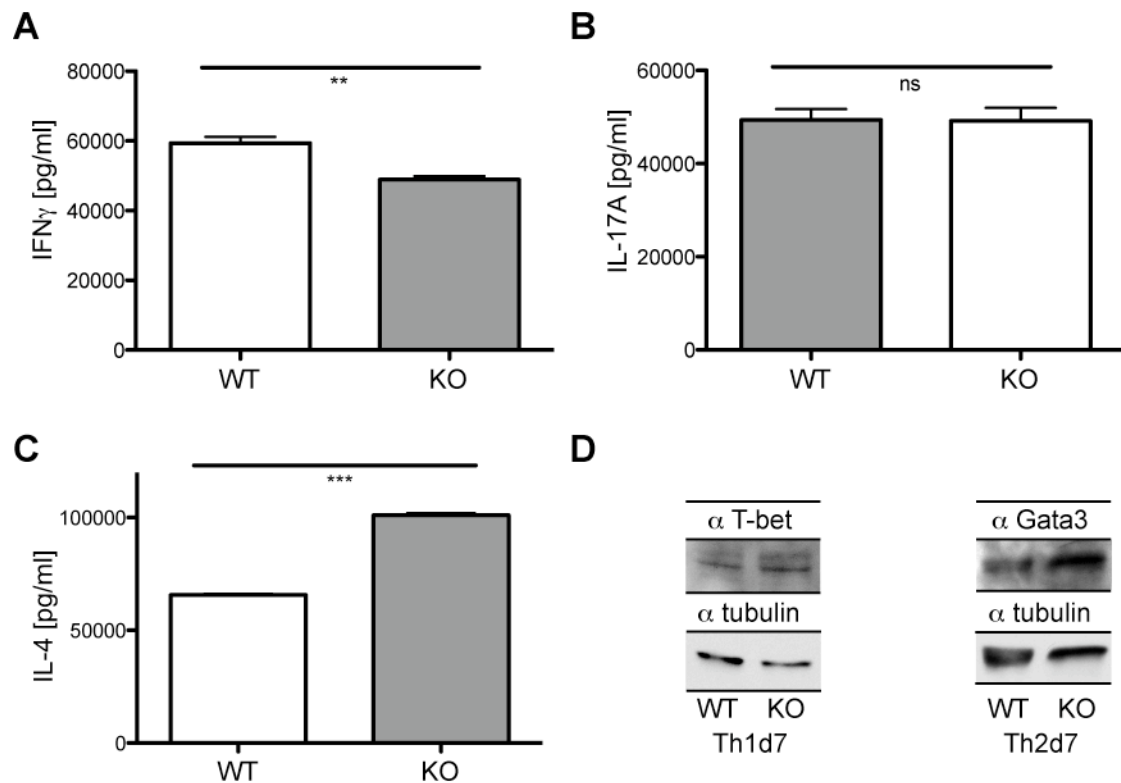 A
IFNγ [pg/ml]
80000
60000
40000
20000
0
**
WT KO
B
IL-17A [pg/ml]
60000
40000
20000
0
ns
WT KO
C
IL-4 [pg/ml]
100000
50000
0
***
WT KO
D
α T-bet
α tubulin
WT KO
Th1d7
α Gata3
α tubulin
WT KO
Th2d7